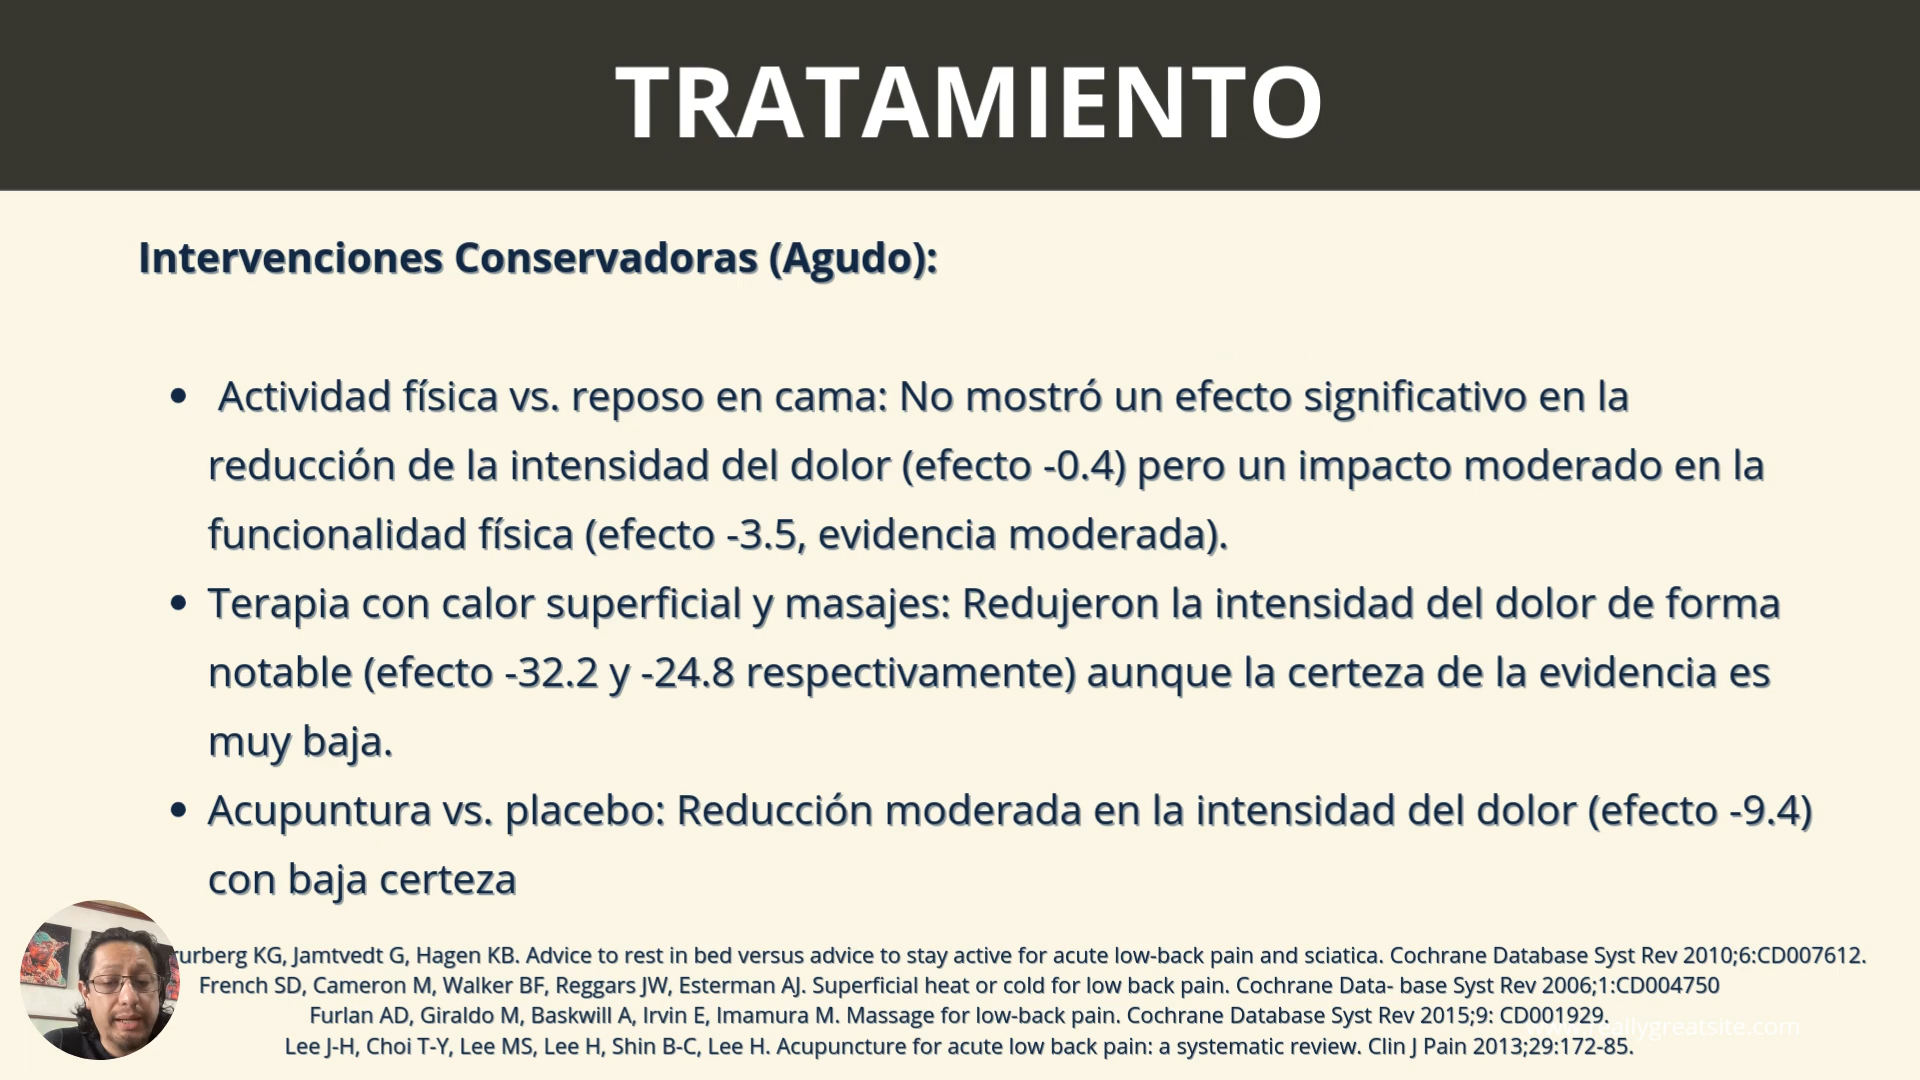 TRATAMIENTO
Intervenciones Conservadoras (Agudo):
• Actividad física vs. reposo en cama: No mostró un efecto significativo en la
reducción de la intensidad del dolor (efecto -0.4) pero un impacto moderado en la
funcionalidad física (efecto -3.5, evidencia moderada).
• Terapia con calor superficial y masajes: Redujeron la intensidad del dolor de forma
notable (efecto -32.2 y -24.8 respectivamente) aunque la certeza de la evidencia es
muy baja.
• Acupuntura vs. placebo: Reducción moderada en la intensidad del dolor (efecto -9.4)
con baja certeza
KG, Jamtvedt G, Hagen KB. Advice to rest in bed versus advice to stay active for acute low-back pain and sciatica. Cochrane Database Syst Rev 2010;6:CD007612.
French SD, Cameron M, Walker BF, Reggars JW, Esterman AJ. Superficial heat or cold for low back pain. Cochrane Data- base Syst Rev 2006;1:CD004750
Furlan AD, Giraldo M, Baskwill A, Irvin E, Imamura M. Massage for low-back pain. Cochrane Database Syst Rev 2015;9: CD001929.
www.reallygreatsite.com
Lee J-H, Choi T-Y, Lee MS, Lee H, Shin B-C, Lee H. Acupuncture for acute low back pain: a systematic review. Clin J Pain 2013;29:172-85.